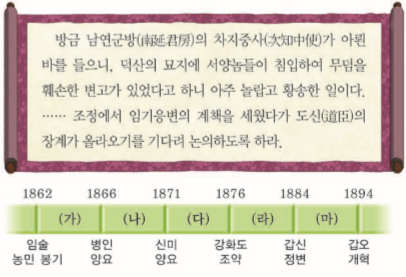 방금 남연군방(南延君房)의 차지중사(次知中使)가 아뢴
바를 들으니, 덕산의 묘지에 서양놈들이 침입하여 무덤을
훼손한 변고가 있었다고 하니 아주 놀랍고 황송한 일이다.
…… 조정에서 임기응변의 계책을 세웠다가 도신(道臣)의
장계가 올라오기를 기다려 논의하도록 하라.
1862 1866 1871 1876 1884 1894
(가) (나) (다) (라) (마)
임술 병인 신미 강화도 갑신 갑오
농민 봉기 양요 양요 조약 정변 개혁